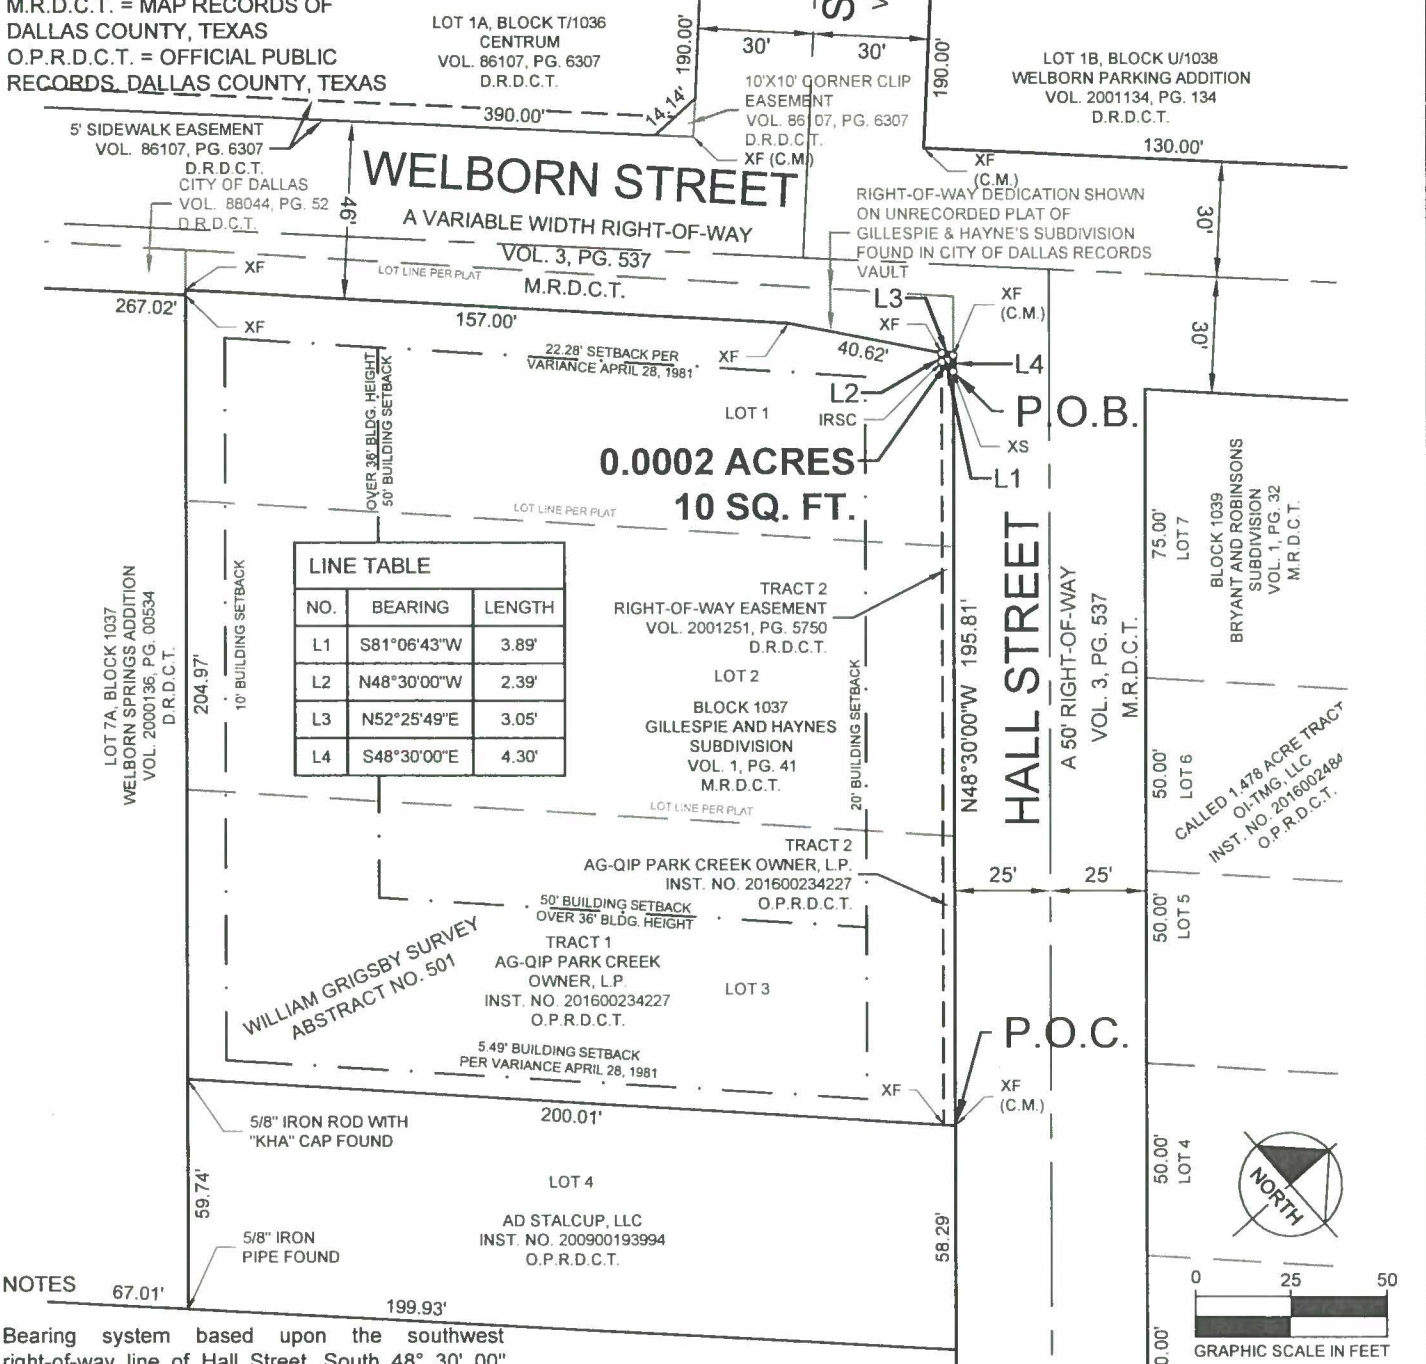 M.R.D.C.T. = MAP RECORDS OF
DALLAS COUNTY, TEXAS
O.P.R.D.C.T. = OFFICIAL PUBLIC
RECORDS, DALLAS COUNTY, TEXAS
LOT 1A, BLOCK T/1036
CENTRUM
VOL. 86107, PG. 6307
D.R.D.C.T.
190.00'
30'
30'
190.00'
LOT 1B, BLOCK U/1038
WELBORN PARKING ADDITION
VOL. 2001134, PG. 134
D.R.D.C.T.
10'X10' CORNER CLIP
EASEMENT
VOL. 86107, PG. 6307
D.R.D.C.T.
390.00'
14.14'
XF (C.M.)
XF
(C.M.)
130.00'
5' SIDEWALK EASEMENT
VOL. 86107, PG. 6307
D.R.D.C.T.
CITY OF DALLAS
VOL. 88044, PG. 52
D.R.D.C.T.
46'
WELBORN STREET
A VARIABLE WIDTH RIGHT-OF-WAY
VOL. 3, PG. 537
M.R.D.C.T.
LOT LINE PER PLAT
RIGHT-OF-WAY DEDICATION SHOWN
ON UNRECORDED PLAT OF
GILLESPIE & HAYNE'S SUBDIVISION
FOUND IN CITY OF DALLAS RECORDS
VAULT
30'
30'
XF
267.02'
XF
157.00'
XF
40.62'
L3
XF
XF
(C.M.)
L4
L2
IRSC
P.O.B.
XS
L1
22.28' SETBACK PER
VARIANCE APRIL 28, 1981
OVER 36' BLDG. HEIGHT
50' BUILDING SETBACK
LOT 1
0.0002 ACRES
10 SQ. FT.
LOT LINE PER PLAT
LINE TABLE
NO. BEARING LENGTH
L1 S81°06'43"W 3.89'
L2 N48°30'00"W 2.39'
L3 N52°25'49"E 3.05'
L4 S48°30'00"E 4.30'
LOT 7A, BLOCK 1037
WELBORN SPRINGS ADDITION
VOL. 2000136, PG. 00534
D.R.D.C.T.
204.97'
10' BUILDING SETBACK
TRACT 2
RIGHT-OF-WAY EASEMENT
VOL. 2001251, PG. 5750
D.R.D.C.T.
LOT 2
BLOCK 1037
GILLESPIE AND HAYNES
SUBDIVISION
VOL. 1, PG. 41
M.R.D.C.T.
20' BUILDING SETBACK
N48°30'00"W 195.81'
HALL STREET
A 50' RIGHT-OF-WAY
VOL. 3, PG. 537
M.R.D.C.T.
75.00'
LOT 7
BLOCK 1039
BRYANT AND ROBINSONS
SUBDIVISION
VOL. 1, PG. 32
M.R.D.C.T.
50.00'
LOT 6
CALLED 1.478 ACRE TRACT
OI-TMG, LLC
INST. NO. 2016002484
O.P.R.D.C.T.
LOT LINE PER PLAT
TRACT 2
AG-QIP PARK CREEK OWNER, L.P.
INST. NO. 201600234227
O.P.R.D.C.T.
25'
25'
50.00'
LOT 5
50' BUILDING SETBACK
OVER 36' BLDG. HEIGHT
WILLIAM GRIGSBY SURVEY
ABSTRACT NO. 501
TRACT 1
AG-QIP PARK CREEK
OWNER, L.P.
INST. NO. 201600234227
O.P.R.D.C.T.
LOT 3
P.O.C.
5.49' BUILDING SETBACK
PER VARIANCE APRIL 28, 1981
XF
XF
(C.M.)
200.01'
5/8" IRON ROD WITH
"KHA" CAP FOUND
50.00'
LOT 4
NORTH
59.74'
LOT 4
AD STALCUP, LLC
INST. NO. 200900193994
O.P.R.D.C.T.
58.29'
5/8" IRON
PIPE FOUND
67.01'
199.93'
0 25 50
GRAPHIC SCALE IN FEET
NOTES
Bearing system based upon the southwest
right-of-way line of Hall Street, South 48° 30' 00"